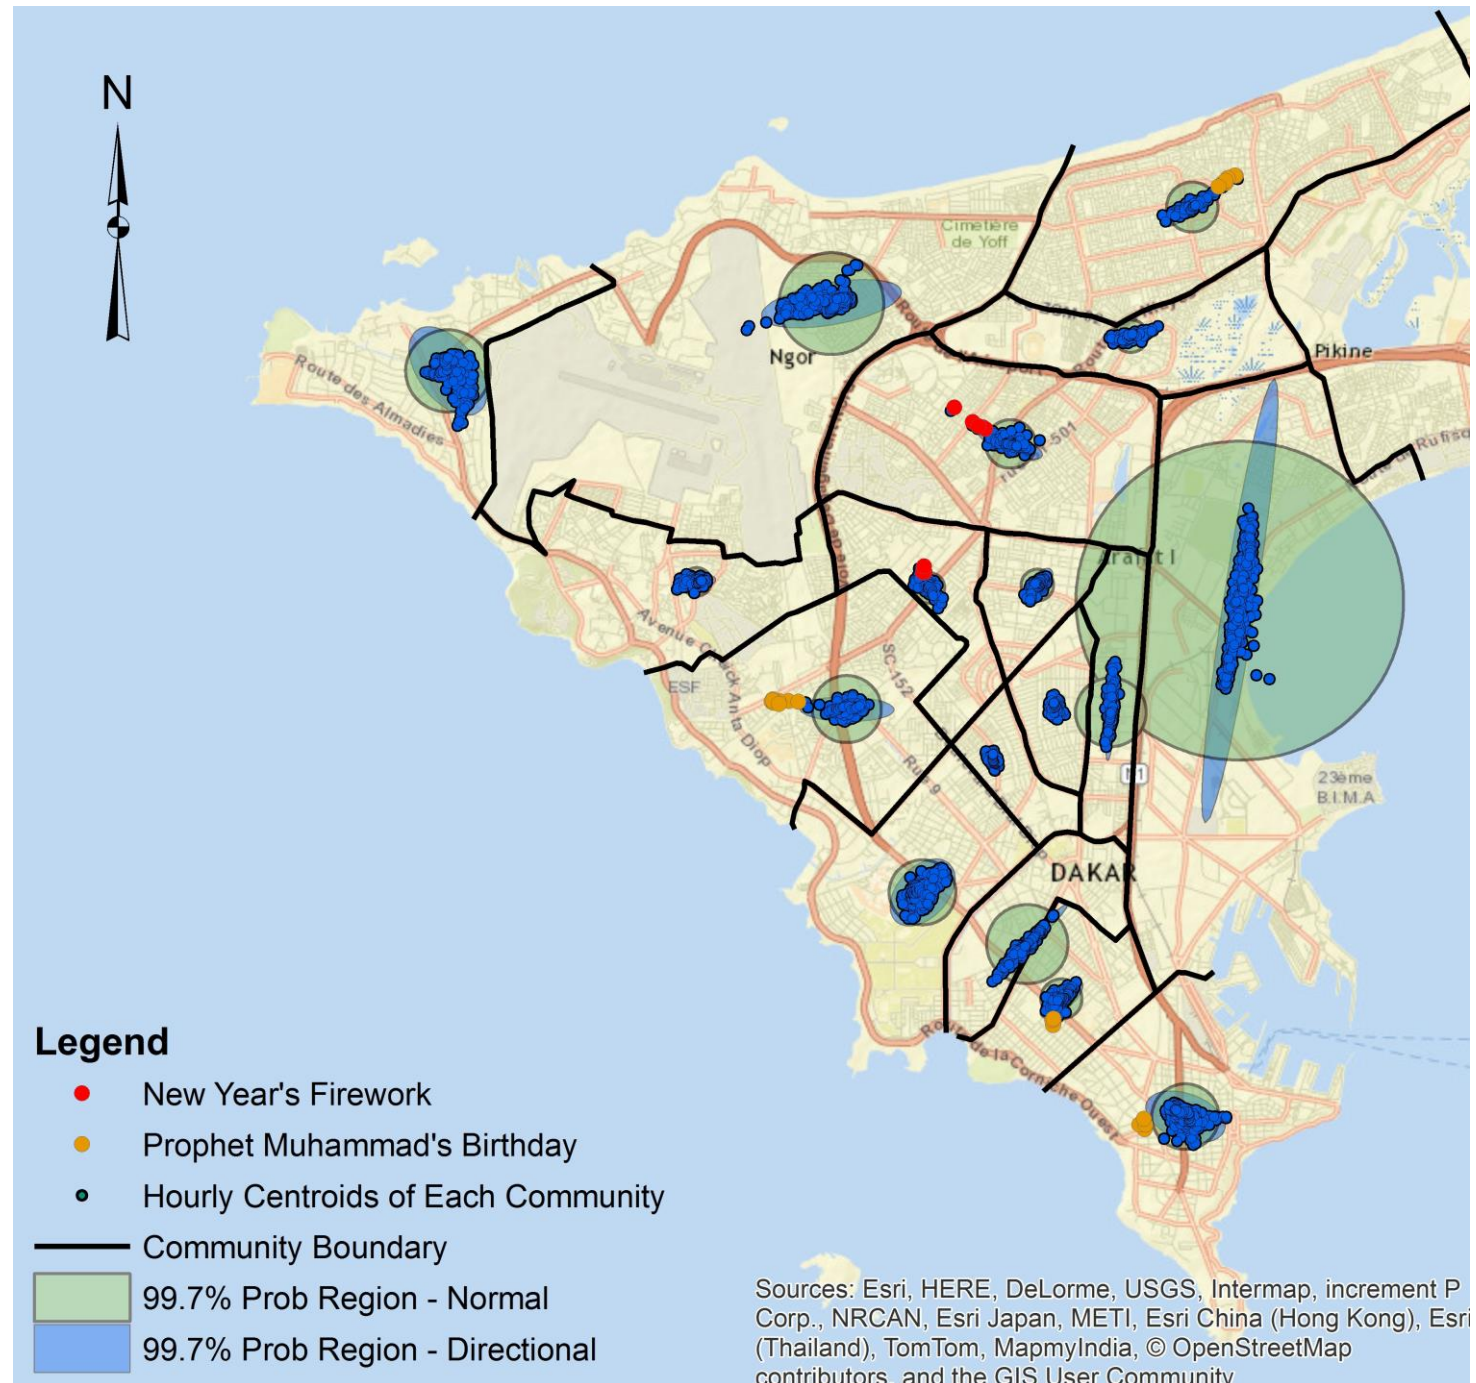 N
Cimetière
de Yoff
Ngor
Pikine
Route des Almadies
Arafat I
Avenue Cheick Anta Diop
ESF
SC-152
Rue 9
N1
23ème
B.I.M.A
DAKAR
Route de la Corniche Ouest
Legend
New Year's Firework
Prophet Muhammad's Birthday
Hourly Centroids of Each Community
Community Boundary
99.7% Prob Region - Normal
99.7% Prob Region - Directional
Sources: Esri, HERE, DeLorme, USGS, Intermap, increment P
Corp., NRCAN, Esri Japan, METI, Esri China (Hong Kong), Esri
(Thailand), TomTom, MapmyIndia, © OpenStreetMap
contributors, and the GIS User Community